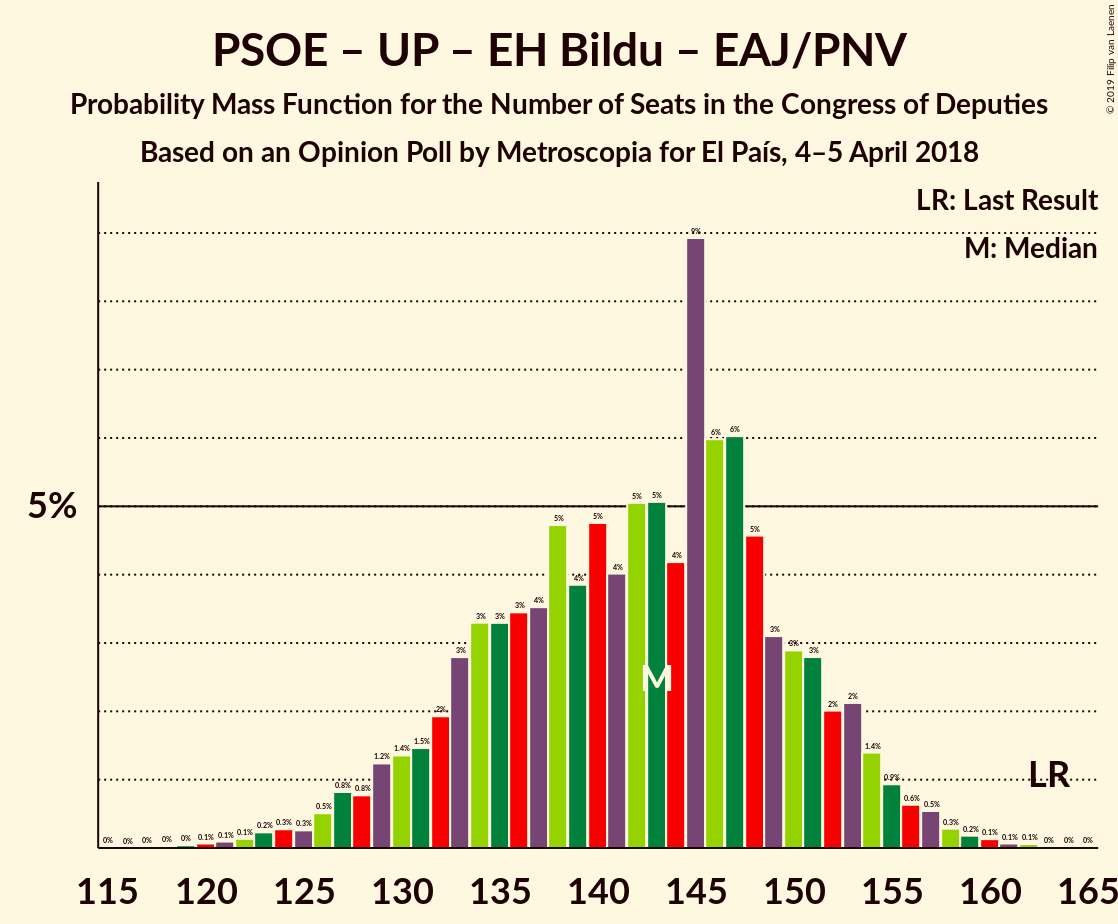 PSOE – UP – EH Bildu – EAJ/PNV
Probability Mass Function for the Number of Seats in the Congress of Deputies
Based on an Opinion Poll by Metroscopia for El País, 4–5 April 2018
© 2019 Filip van Laenen
LR: Last Result
M: Median
5%
0% 0% 0% 0% 0% 0.1% 0.1% 0.1% 0.2% 0.3% 0.3% 0.5% 0.8% 0.8% 1.2% 1.4% 1.5% 2% 3% 3% 3% 3% 4% 5% 4% 5% 4% 5% 5% 4% 9% 6% 6% 5% 3% 3% 3% 2% 2% 1.4% 0.9% 0.6% 0.5% 0.3% 0.2% 0.1% 0.1% 0.1% 0% 0% 0%
M
LR
115 120 125 130 135 140 145 150 155 160 165